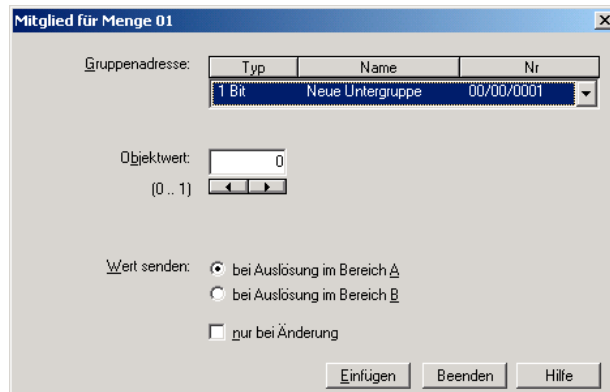 Mitglied für Menge 01
Gruppenadresse: Typ Name Nr
1 Bit Neue Untergruppe 00/00/0001
Objektwert: 0
(0 .. 1)
Wert senden: bei Auslösung im Bereich A
bei Auslösung im Bereich B
nur bei Änderung
Einfügen Beenden Hilfe